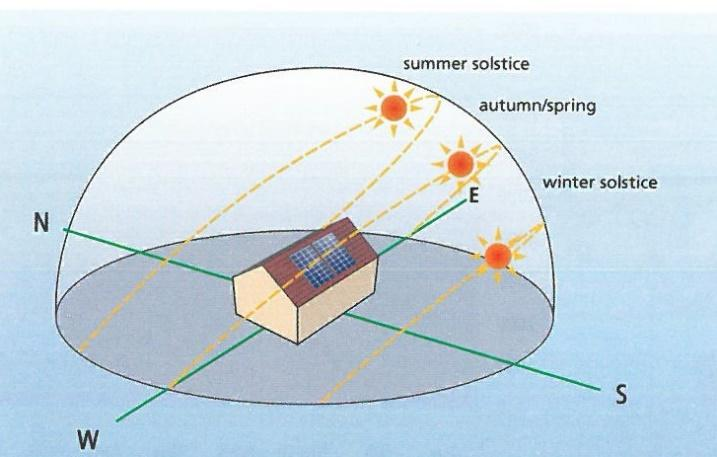 summer solstice
autumn/spring
winter solstice
E
N
S
W